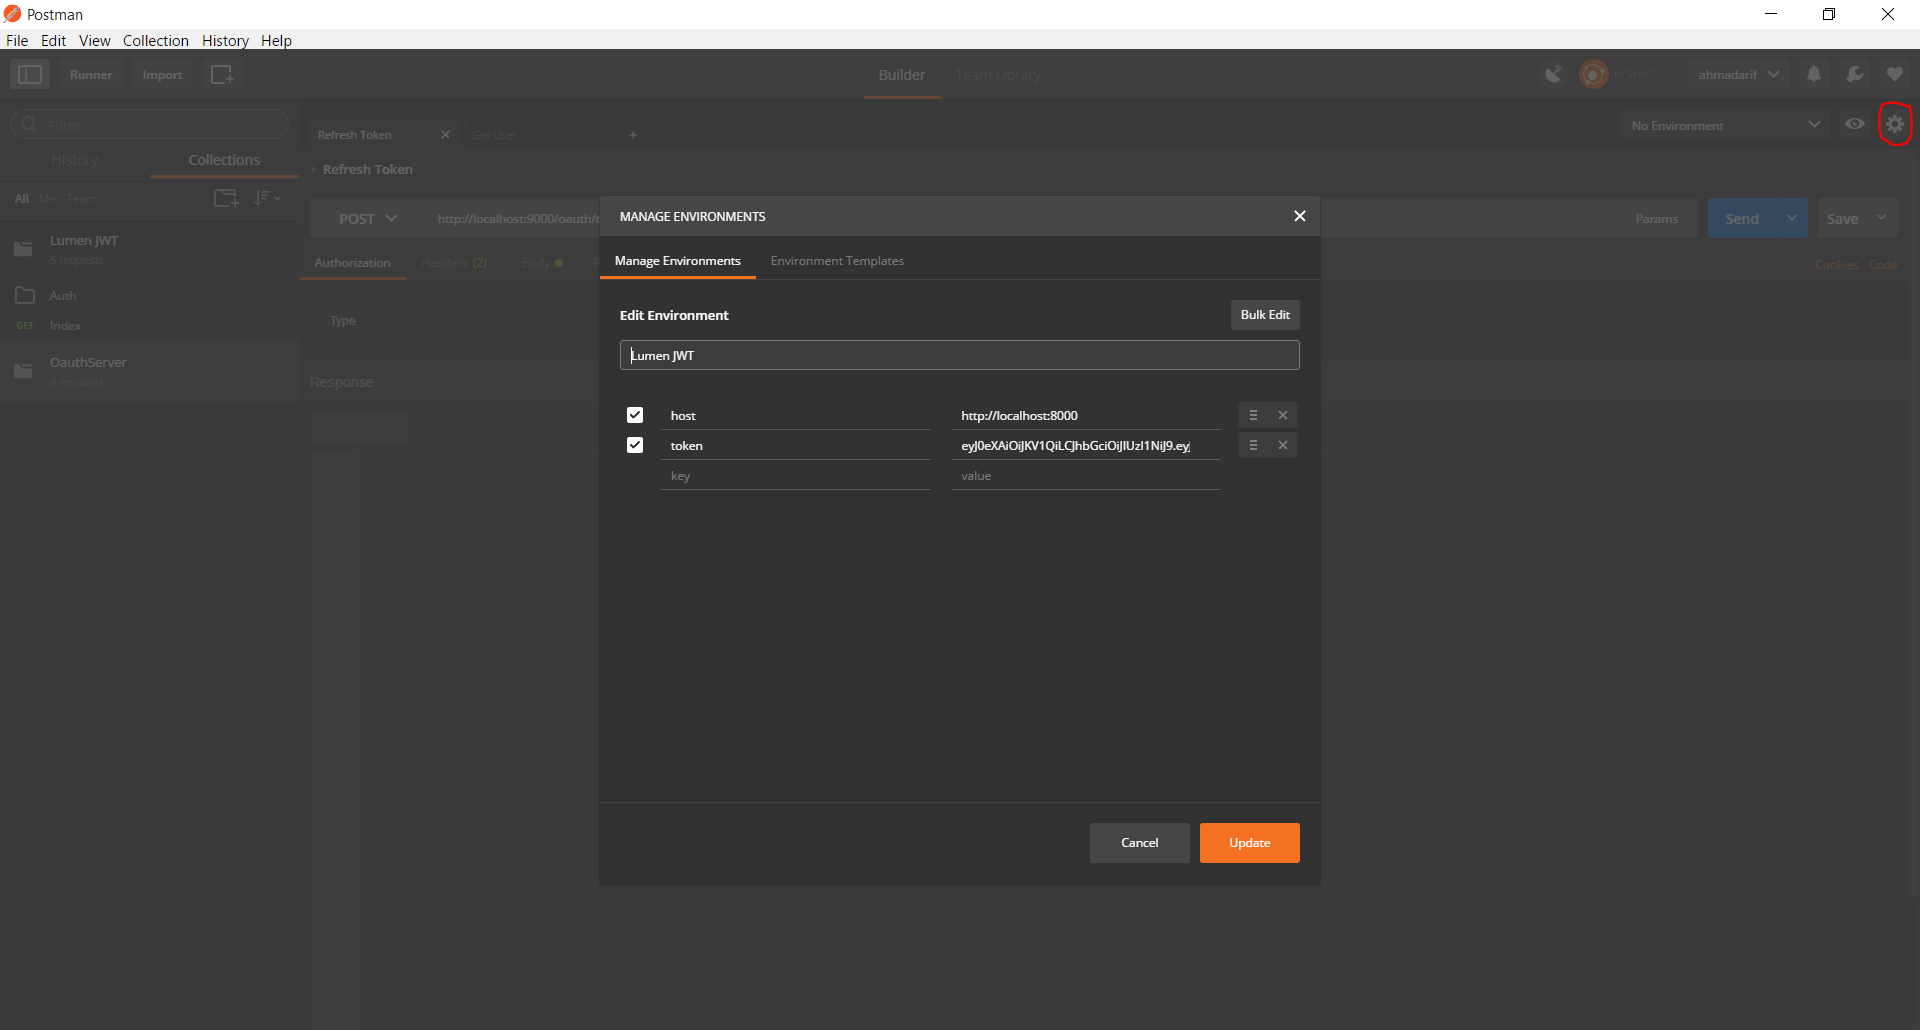 Postman
File Edit View Collection History Help
Runner Import
Builder Team Library
IN SYNC
ahmadarif
Filter
Refresh Token
Get User
No Environment
History Collections
Refresh Token
All Me Team
POST http://localhost:9000/oauth/t
Params Send Save
Lumen JWT
5 requests
Authorization Headers (2) Body P
Cookies Code
Auth
GET Index
Type
OauthServer
9 requests
Response
MANAGE ENVIRONMENTS
Manage Environments Environment Templates
Edit Environment Bulk Edit
Lumen JWT
host http://localhost:8000
token eyJ0eXAiOiJKV1QiLCJhbGciOiJIUzI1NiJ9.eyJ
key value
Cancel Update